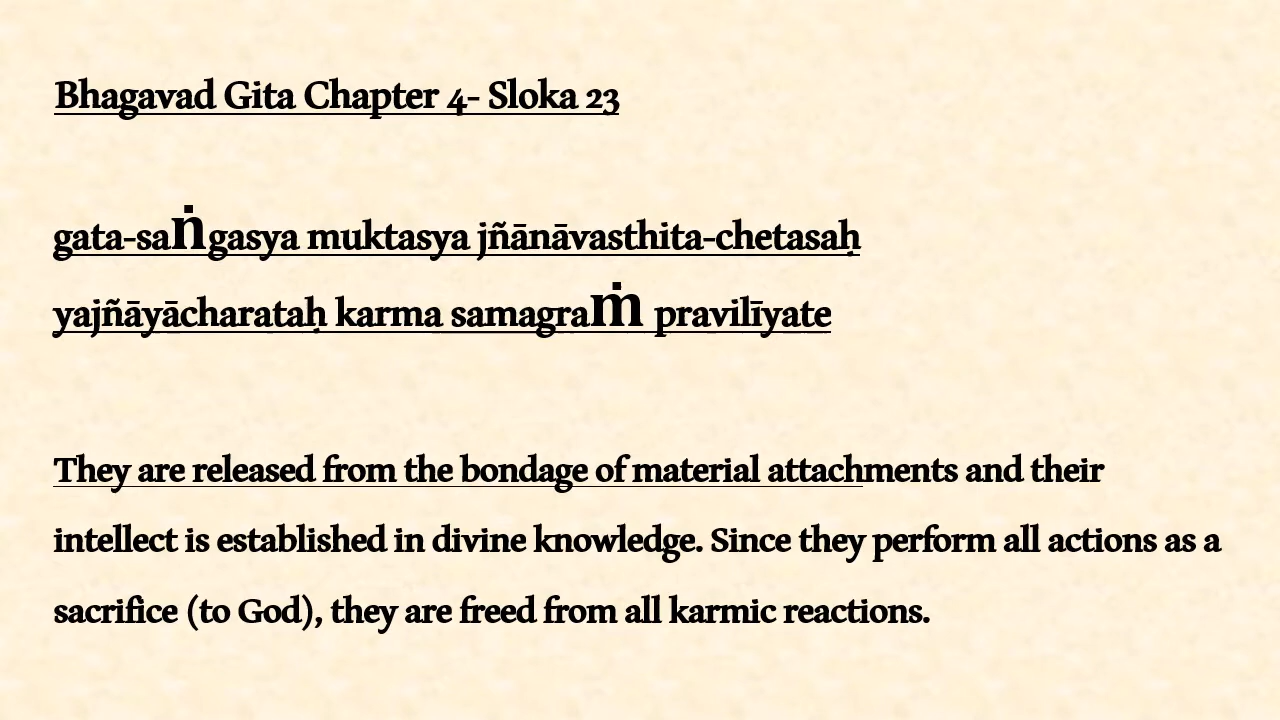 Bhagavad Gita Chapter 4- Sloka 23
gata-saṅgasya muktasya jñānāvasthita-chetasaḥ
yajñāyācharataḥ karma samagraṁ pravilīyate
They are released from the bondage of material attachments and their
intellect is established in divine knowledge. Since they perform all actions as a
sacrifice (to God), they are freed from all karmic reactions.